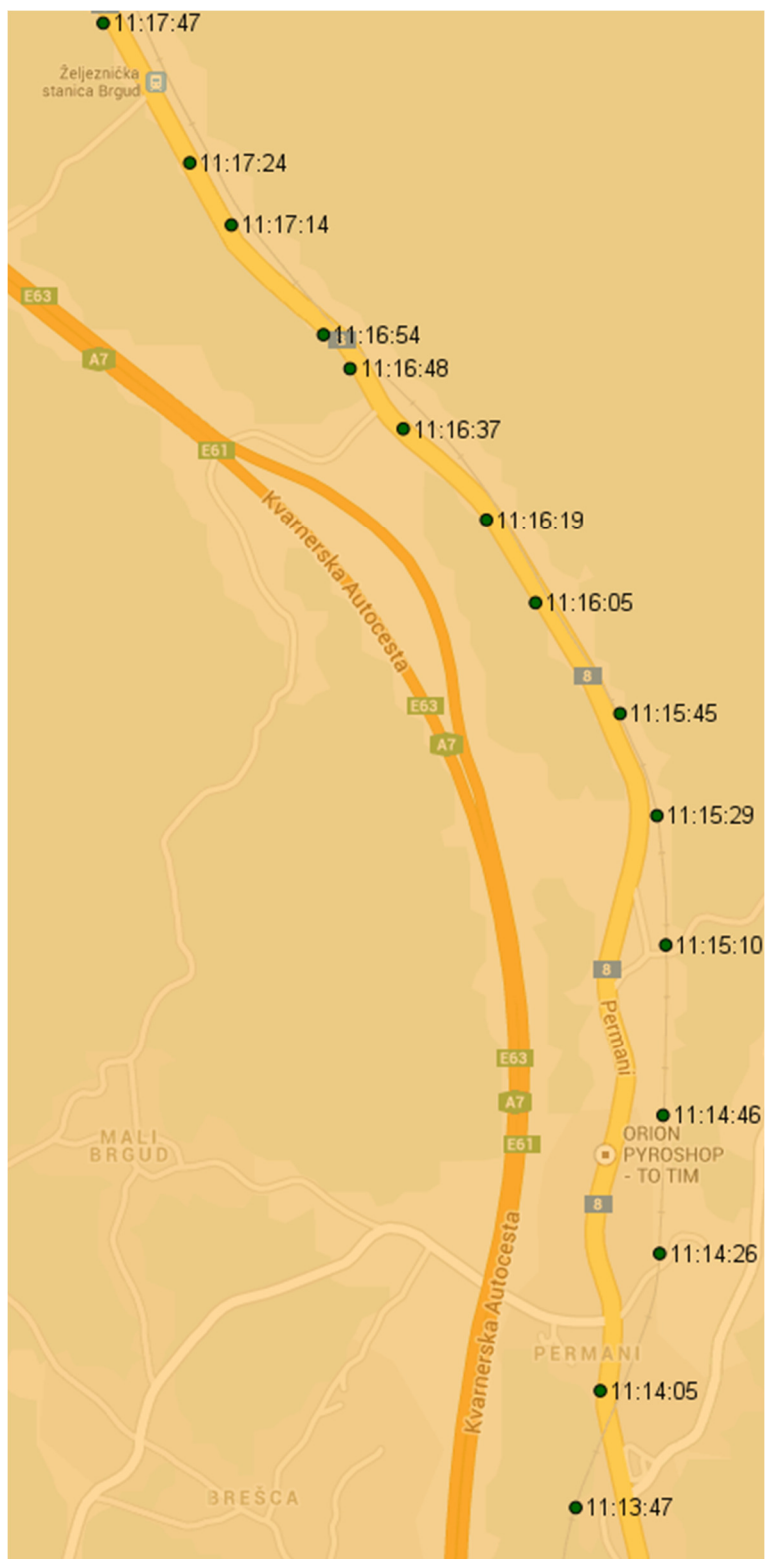 11:17:47
Željeznička
stanica Brgud
11:17:24
11:17:14
E63
11:16:54
A7
11:16:48
11:16:37
E61
Kvarnerska Autocesta
11:16:19
11:16:05
8
E63
11:15:45
A7
11:15:29
11:15:10
8
Permani
E63
A7
11:14:46
ORION
PYROSHOP
- TO TIM
MALI
BRGUD
E61
8
Kvarnerska Autocesta
11:14:26
PERMANI
11:14:05
BREŠCA
11:13:47